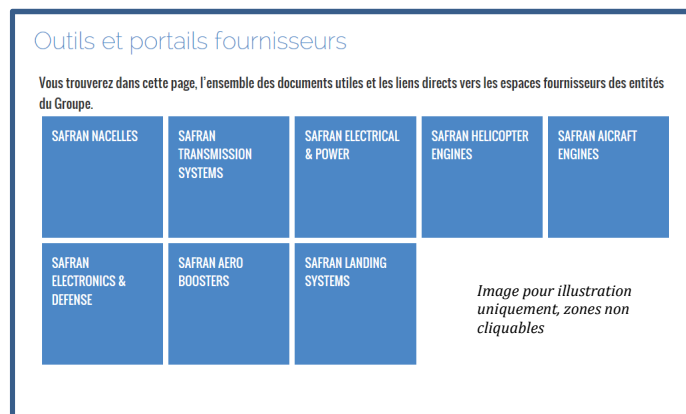 Outils et portails fournisseurs
Vous trouverez dans cette page, l'ensemble des documents utiles et les liens directs vers les espaces fournisseurs des entités
du Groupe.
SAFRAN NACELLES
SAFRAN
TRANSMISSION
SYSTEMS
SAFRAN ELECTRICAL
& POWER
SAFRAN HELICOPTER
ENGINES
SAFRAN AICRAFT
ENGINES
SAFRAN
ELECTRONICS &
DEFENSE
SAFRAN AERO
BOOSTERS
SAFRAN LANDING
SYSTEMS
Image pour illustration
uniquement, zones non
cliquables